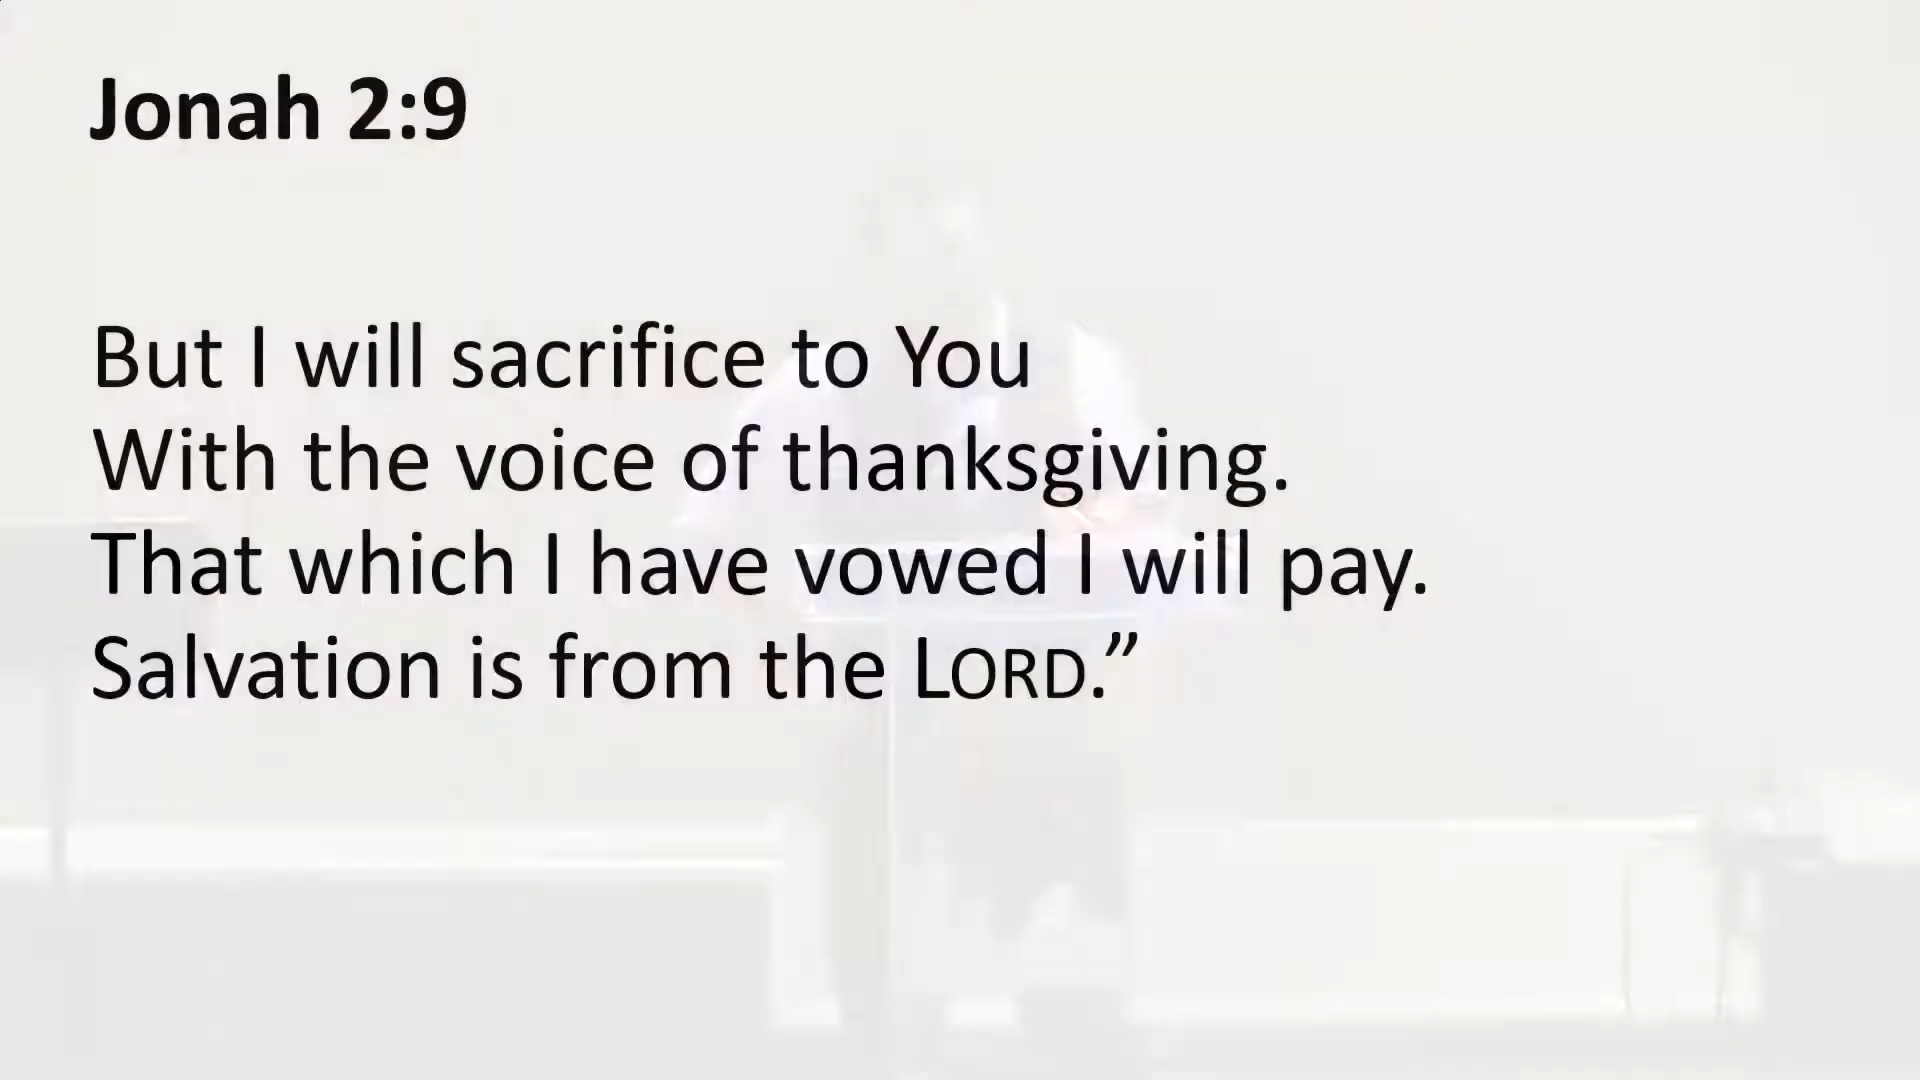 Jonah 2:9
But I will sacrifice to You
With the voice of thanksgiving.
That which I have vowed I will pay.
Salvation is from the LORD.”